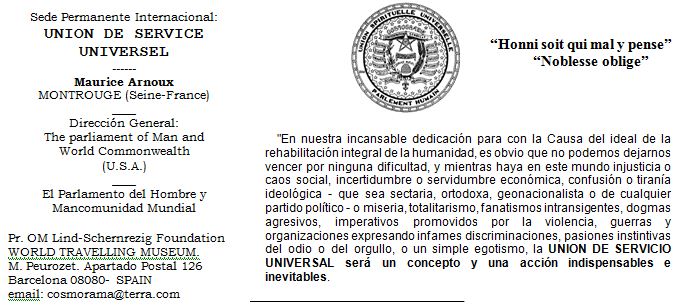 Sede Permanente Internacional:
UNION DE SERVICE
UNIVERSEL
------
Maurice Arnoux
MONTROUGE (Seine-France)
___
Dirección General:
The parliament of Man and
World Commonwealth
(U.S.A.)
___
El Parlamento del Hombre y
Mancomunidad Mundial
Pr. OM Lind-Schernrezig Foundation
WORLD TRAVELLING MUSEUM.
M. Peurozet. Apartado Postal 126
Barcelona 08080- SPAIN
email: cosmorama@terra.com
UNION SPIRITUELLE UNIVERSELLE
PARLEMENT HUMAIN
“Honni soit qui mal y pense”
“Noblesse oblige”
"En nuestra incansable dedicación para con la Causa del ideal de la
rehabilitación integral de la humanidad, es obvio que no podemos dejarnos
vencer por ninguna dificultad, y mientras haya en este mundo injusticia o
caos social, incertidumbre o servidumbre económica, confusión o tiranía
ideológica - que sea sectaria, ortodoxa, geonacionalista o de cualquier
partido político - o miseria, totalitarismo, fanatismos intransigentes, dogmas
agresivos, imperativos promovidos por la violencia, guerras y
organizaciones expresando infames discriminaciones, pasiones instintivas
del odio o del orgullo, o un simple egotismo, la UNION DE SERVICIO
UNIVERSAL será un concepto y una acción indispensables e
inevitables.